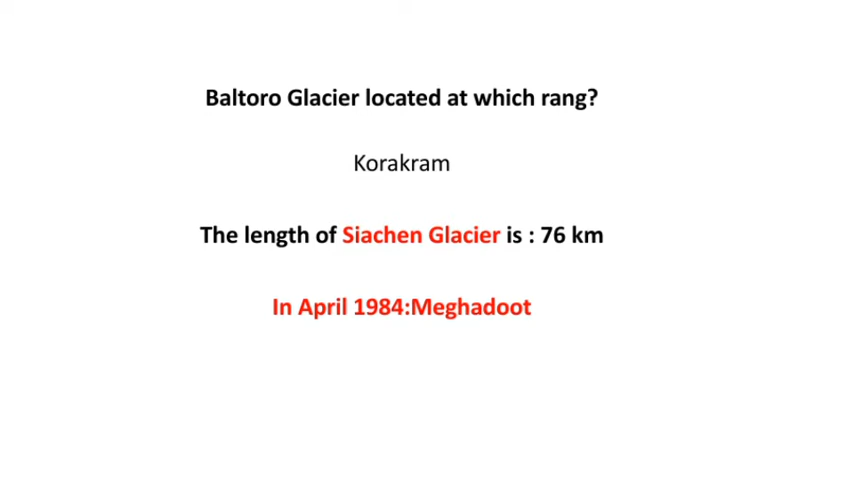 Baltoro Glacier located at which rang?
Korakram
The length of Siachen Glacier is : 76 km
In April 1984:Meghadoot